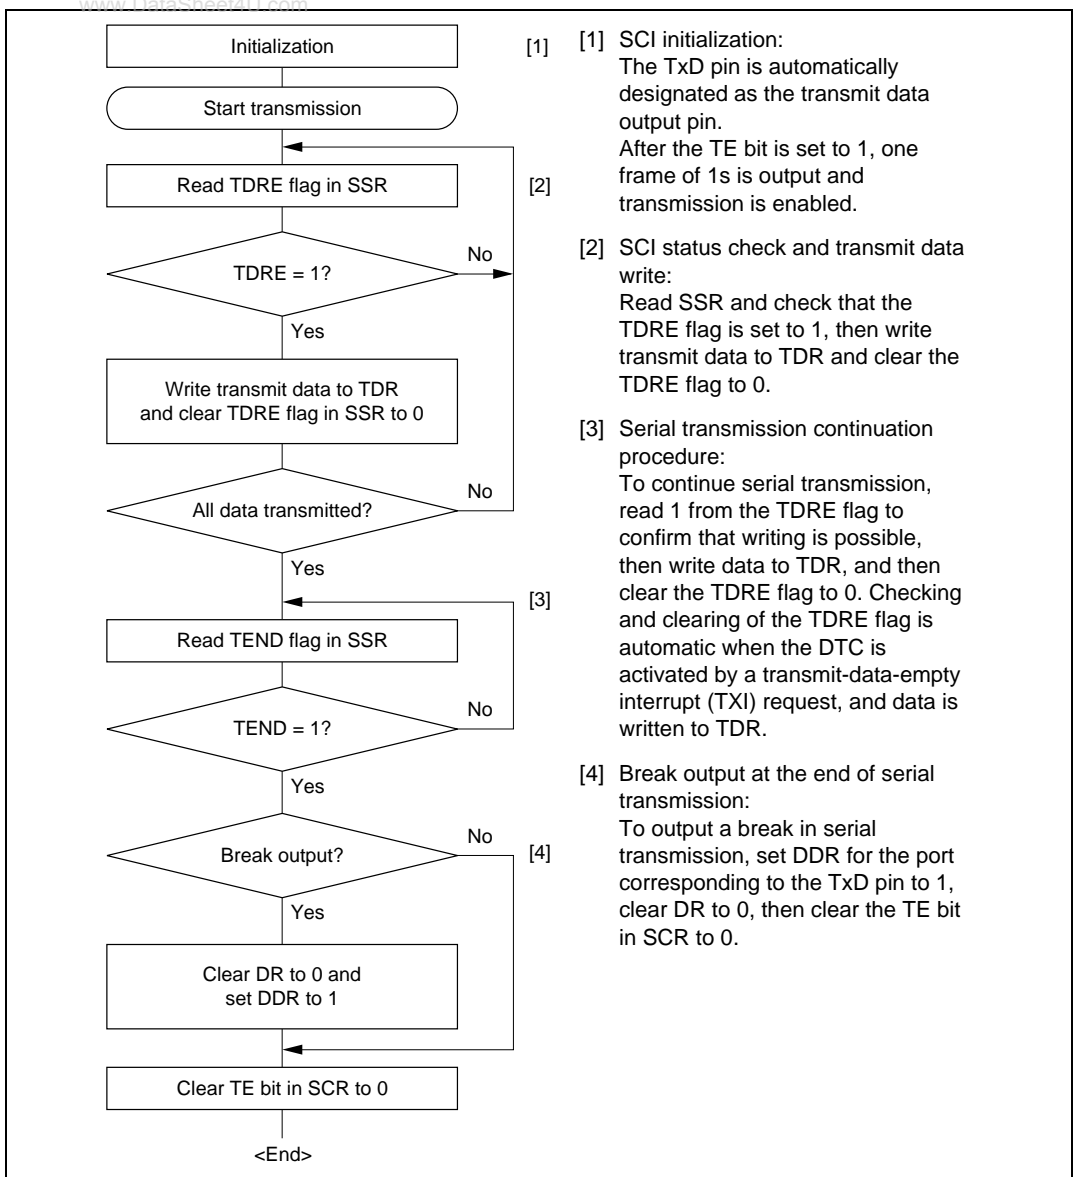 www.DataSheet4U.com
Initialization
[1]
Start transmission
Read TDRE flag in SSR
[2]
TDRE = 1?
No
Yes
Write transmit data to TDR
and clear TDRE flag in SSR to 0
All data transmitted?
No
Yes
[3]
Read TEND flag in SSR
TEND = 1?
No
Yes
Break output?
No
[4]
Yes
Clear DR to 0 and
set DDR to 1
Clear TE bit in SCR to 0
<End>
[1] SCI initialization:
The TxD pin is automatically
designated as the transmit data
output pin.
After the TE bit is set to 1, one
frame of 1s is output and
transmission is enabled.
[2] SCI status check and transmit data
write:
Read SSR and check that the
TDRE flag is set to 1, then write
transmit data to TDR and clear the
TDRE flag to 0.
[3] Serial transmission continuation
procedure:
To continue serial transmission,
read 1 from the TDRE flag to
confirm that writing is possible,
then write data to TDR, and then
clear the TDRE flag to 0. Checking
and clearing of the TDRE flag is
automatic when the DTC is
activated by a transmit-data-empty
interrupt (TXI) request, and data is
written to TDR.
[4] Break output at the end of serial
transmission:
To output a break in serial
transmission, set DDR for the port
corresponding to the TxD pin to 1,
clear DR to 0, then clear the TE bit
in SCR to 0.